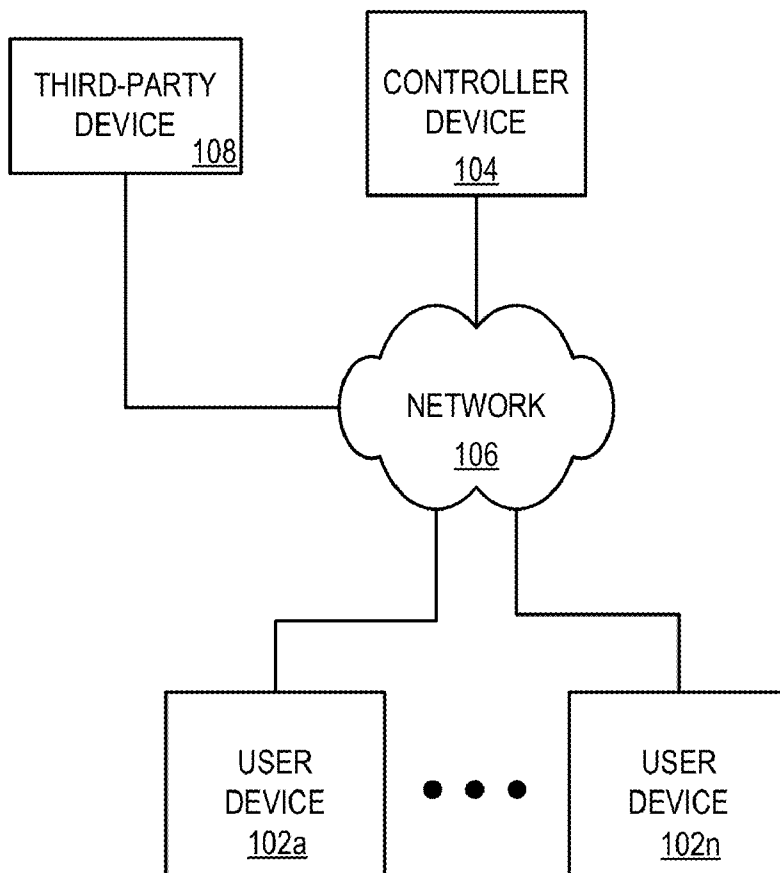 THIRD-PARTY
DEVICE
108
CONTROLLER
DEVICE
104
NETWORK
106
USER
DEVICE
102a
USER
DEVICE
102n